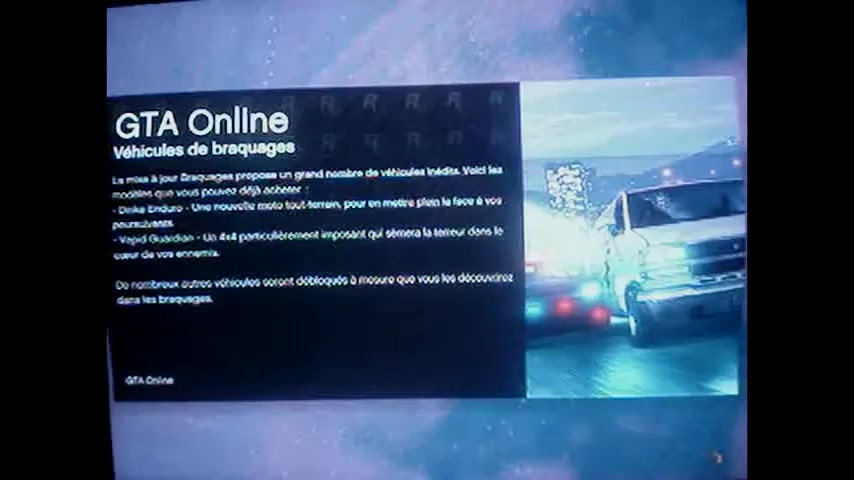 GTA Online
Véhicules de braquages
La mise à jour Braquages propose un grand nombre de véhicules inédits. Voici les
modèles que vous pouvez déjà acheter :
- Dinka Enduro - Une nouvelle moto tout-terrain, pour en mettre plein la face à vos
poursuivants.
- Vapid Guardian - Un 4x4 particulièrement imposant qui sèmera la terreur dans le
cœur de vos ennemis.
De nombreux autres véhicules seront débloqués à mesure que vous les découvrirez
dans les braquages.
GTA Online